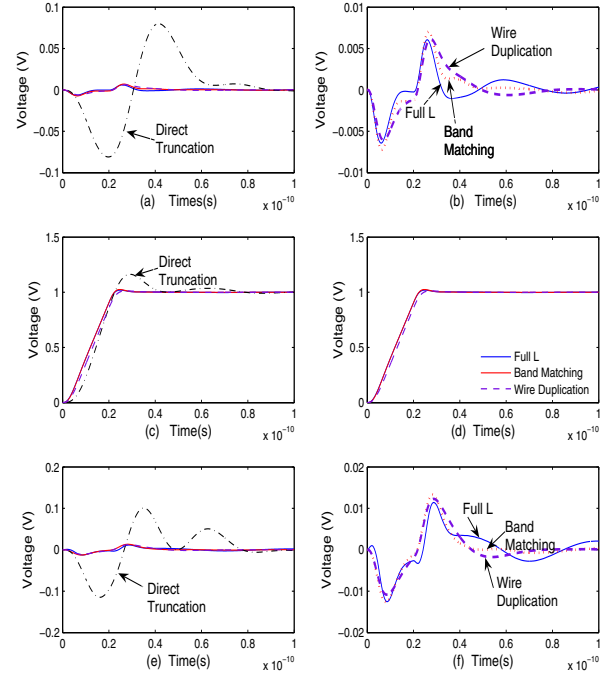 0.1
0.05
0
−0.05
−0.1
Voltage (V)
Direct
Truncation
0 0.2 0.4 0.6 0.8 1
(a) Times(s)
x 10⁻¹⁰
0.01
0.005
0
−0.005
−0.01
Voltage (V)
Wire
Duplication
Full L
Band
Matching
0 0.2 0.4 0.6 0.8 1
(b) Time(s)
x 10⁻¹⁰
1.5
1
0.5
0
Voltage (V)
Direct
Truncation
0 0.2 0.4 0.6 0.8 1
(c) Time(s)
x 10⁻¹⁰
1.5
1
0.5
0
Voltage (V)
Full L
Band Matching
Wire Duplication
0 0.2 0.4 0.6 0.8 1
(d) Time(s)
x 10⁻¹⁰
0.2
0.1
0
−0.1
−0.2
Voltage (V)
Direct
Truncation
0 0.2 0.4 0.6 0.8 1
(e) Time(s)
x 10⁻¹⁰
0.02
0.01
0
−0.01
−0.02
Voltage (V)
Full L
Band
Matching
Wire
Duplication
0 0.2 0.4 0.6 0.8 1
(f) Time(s)
x 10⁻¹⁰